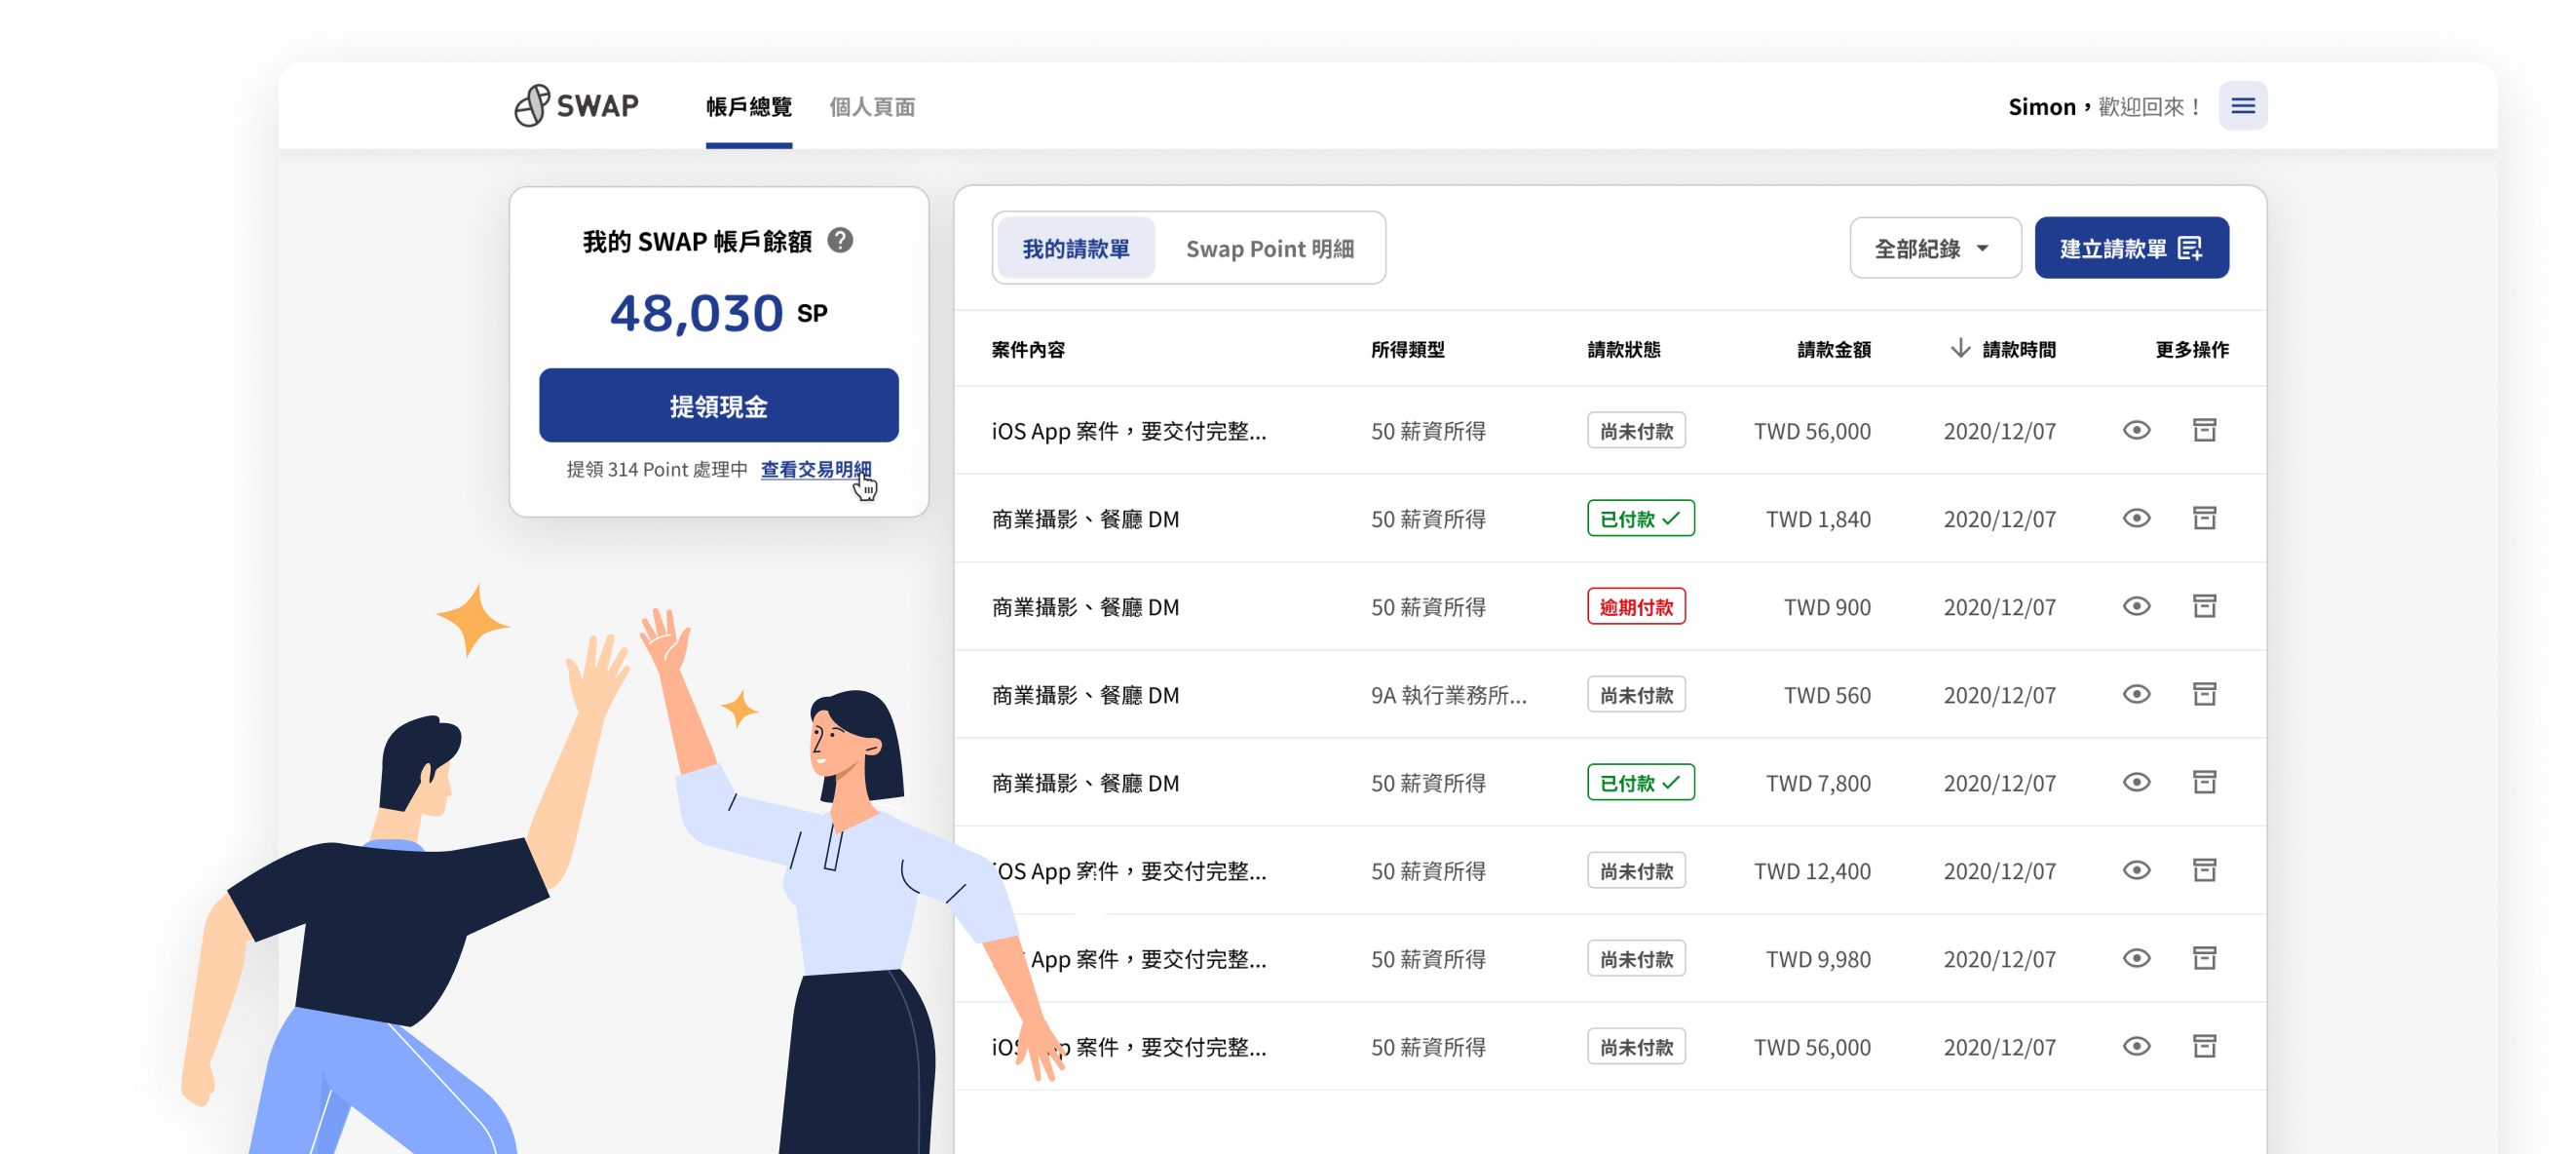 SWAP 帳戶總覽 個人頁面 Simon，歡迎回來！
我的 SWAP 帳戶餘額 ?
48,030 SP
提領現金
提領 314 Point 處理中 查看交易明細
我的請款單 Swap Point 明細 全部紀錄 建立請款單
案件內容 所得類型 請款狀態 請款金額 請款時間 更多操作
iOS App 案件，要交付完整... 50 薪資所得 尚未付款 TWD 56,000 2020/12/07
商業攝影、餐廳 DM 50 薪資所得 已付款 TWD 1,840 2020/12/07
商業攝影、餐廳 DM 50 薪資所得 逾期付款 TWD 900 2020/12/07
商業攝影、餐廳 DM 9A 執行業務所... 尚未付款 TWD 560 2020/12/07
商業攝影、餐廳 DM 50 薪資所得 已付款 TWD 7,800 2020/12/07
iOS App 案件，要交付完整... 50 薪資所得 尚未付款 TWD 12,400 2020/12/07
App 案件，要交付完整... 50 薪資所得 尚未付款 TWD 9,980 2020/12/07
案件，要交付完整... 50 薪資所得 尚未付款 TWD 56,000 2020/12/07